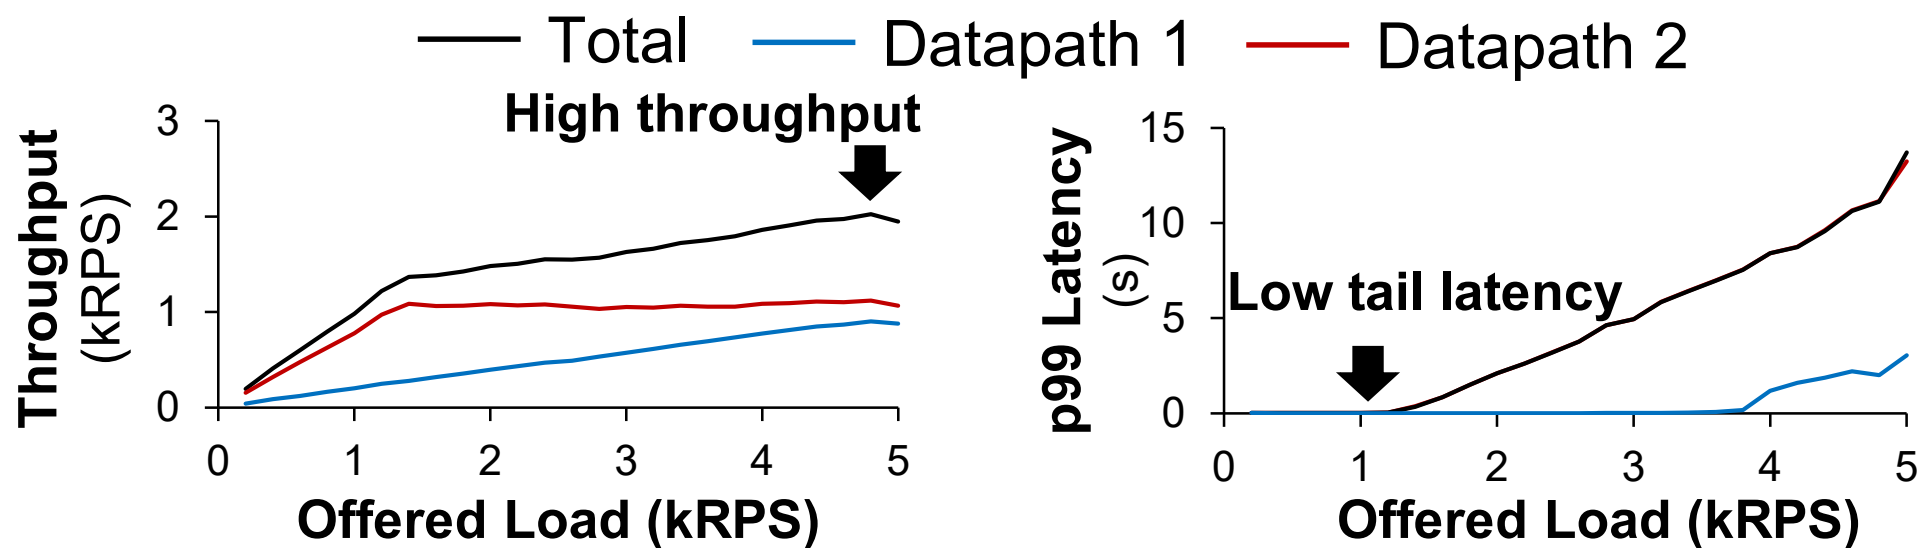 Total Datapath 1 Datapath 2
High throughput
Throughput
(kRPS)
3
2
1
0
0 1 2 3 4 5
Offered Load (kRPS)
p99 Latency
(s)
15
10
5
0
Low tail latency
0 1 2 3 4 5
Offered Load (kRPS)